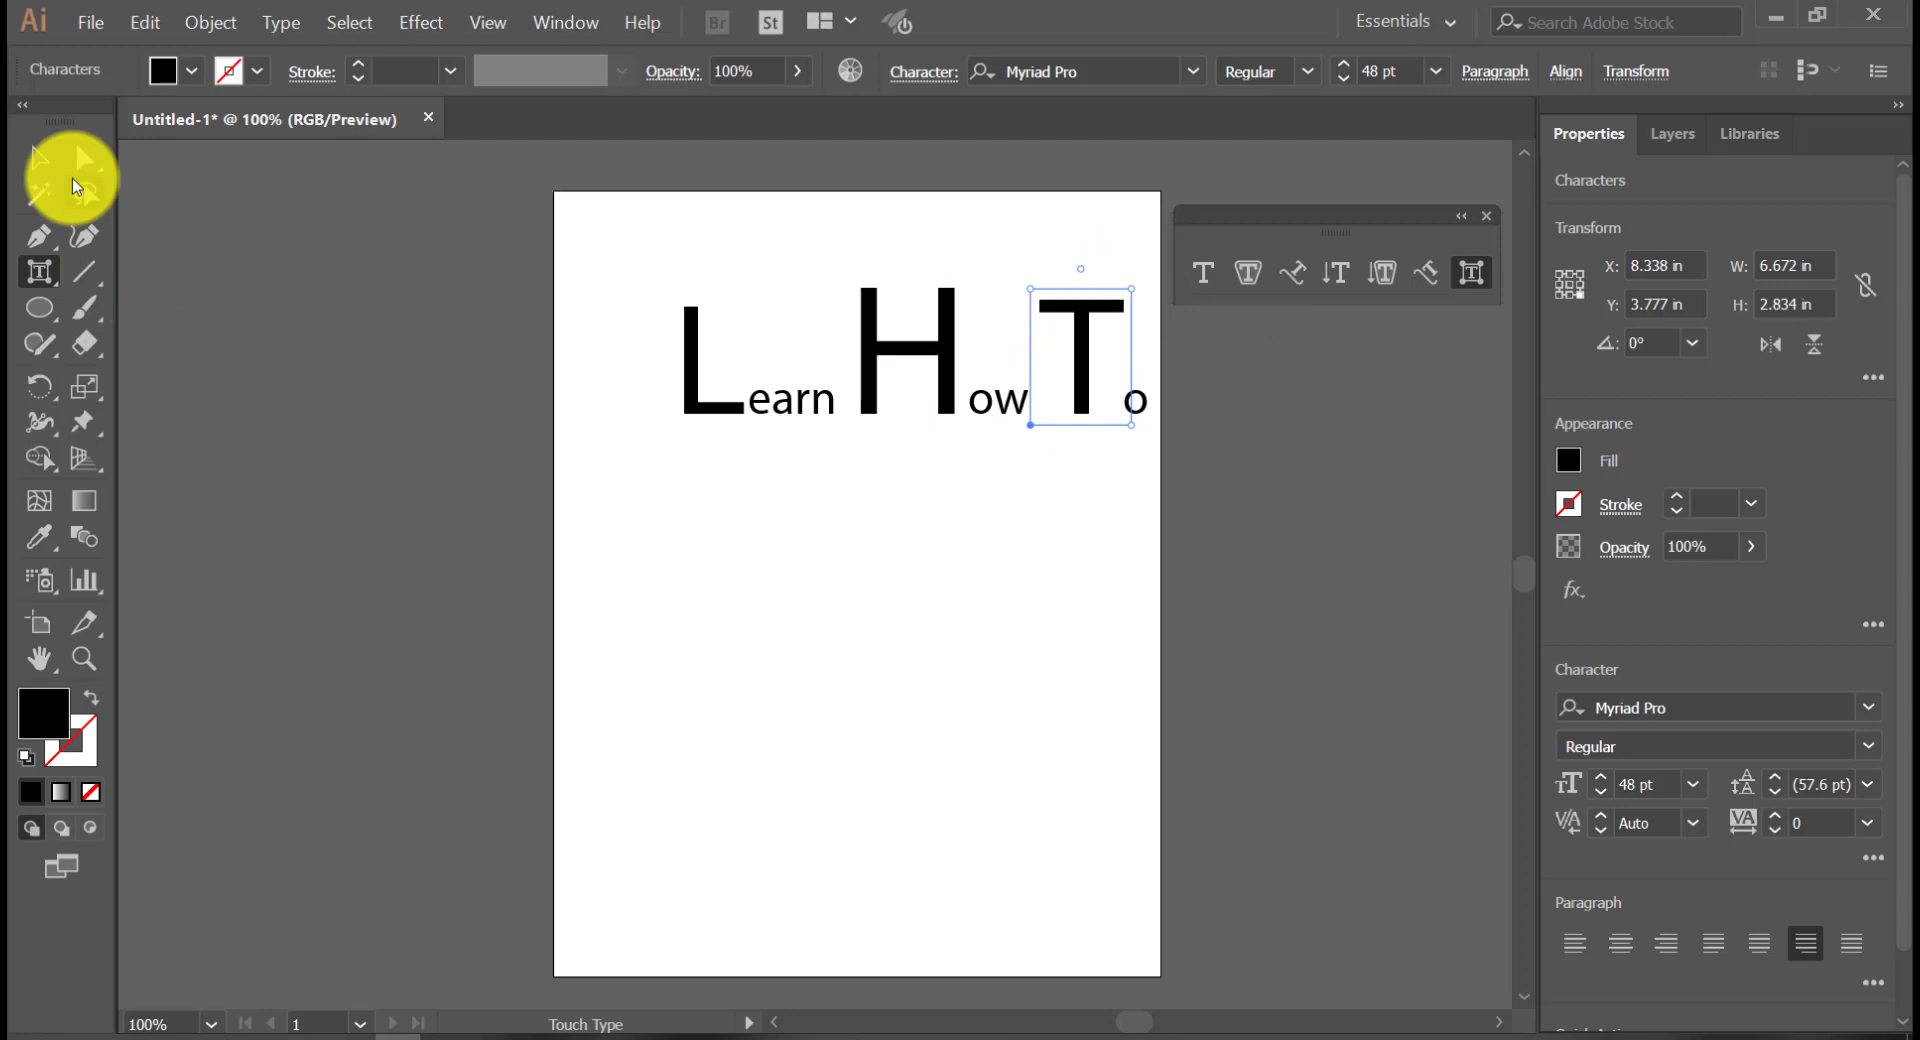 Ai File Edit Object Type Select Effect View Window Help Br St Essentials Search Adobe Stock
Characters Stroke: Opacity: 100% Character: Myriad Pro Regular 48 pt Paragraph Align Transform
Untitled-1* @ 100% (RGB/Preview)
Properties Layers Libraries
Characters
Transform
X: 8.338 in W: 6.672 in
Y: 3.777 in H: 2.834 in
0°
Learn How To
Appearance
Fill
Stroke
Opacity 100%
fx
Character
Myriad Pro
Regular
48 pt (57.6 pt)
Auto 0
Paragraph
100% 1 Touch Type